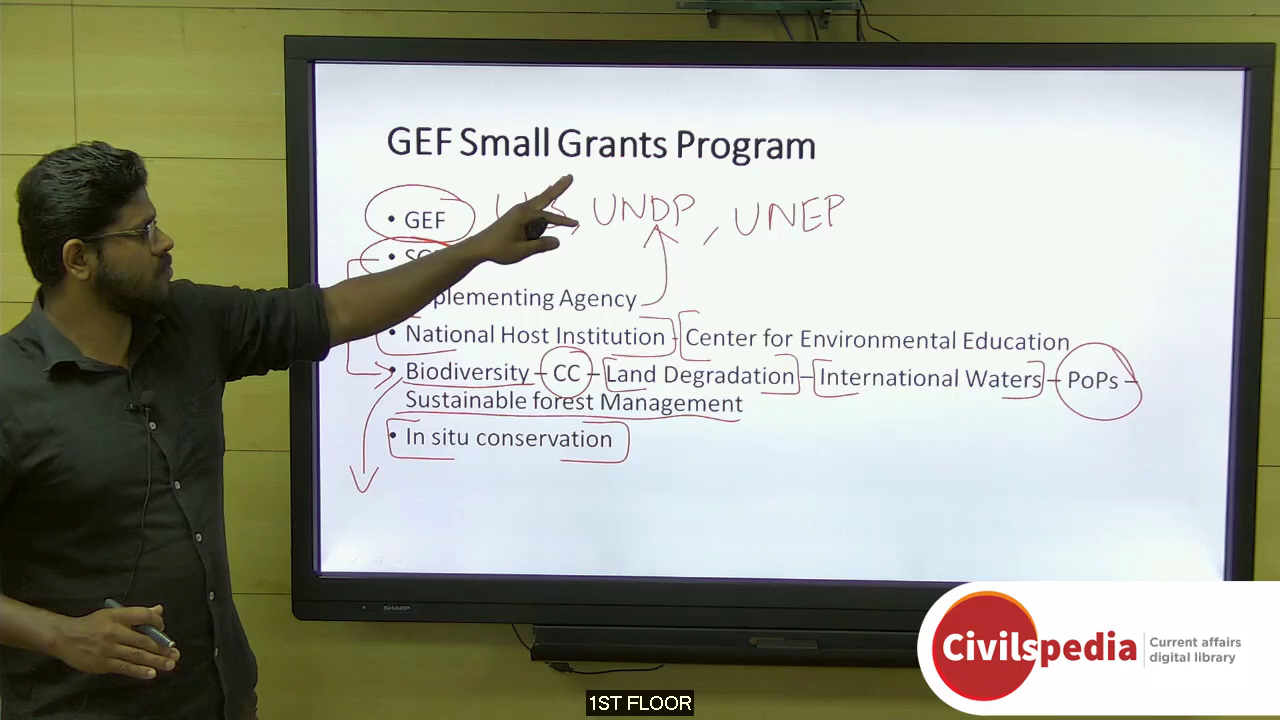 GEF Small Grants Program
• GEF UNDP, UNEP
•
Implementing Agency
• National Host Institution - Center for Environmental Education
• Biodiversity – CC – Land Degradation – International Waters – PoPs –
Sustainable forest Management
• In situ conservation
SHARP
Civilspedia
Current affairs
digital library
1ST FLOOR